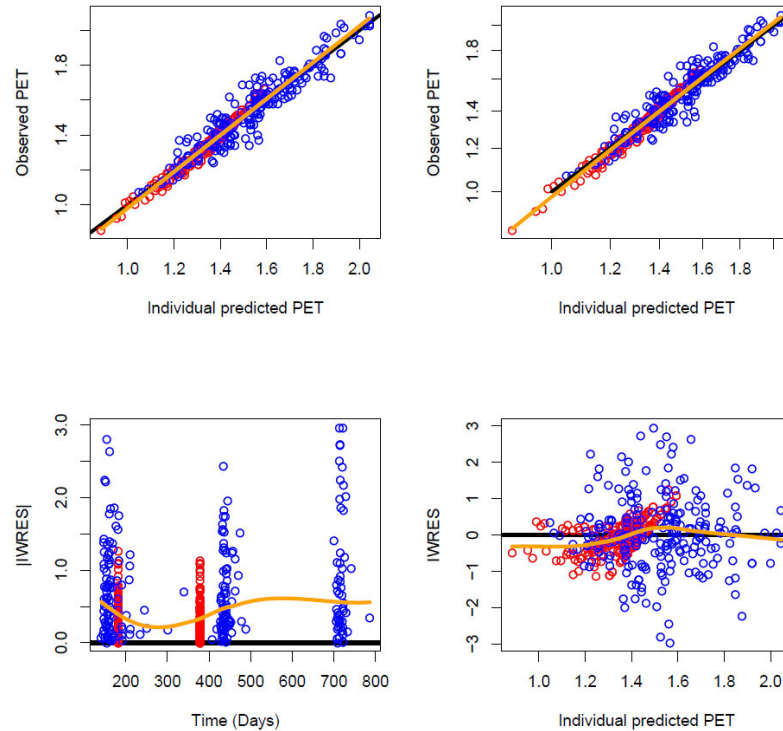 Observed PET
1.8
1.4
1.0
1.0 1.2 1.4 1.6 1.8 2.0
Individual predicted PET
Observed PET
1.8
1.4
1.2
1.0
1.0 1.2 1.4 1.6 1.8
Individual predicted PET
|IWRES|
3.0
2.0
1.0
0.0
200 300 400 500 600 700 800
Time (Days)
IWRES
3
2
1
0
−1
−2
−3
1.0 1.2 1.4 1.6 1.8 2.0
Individual predicted PET